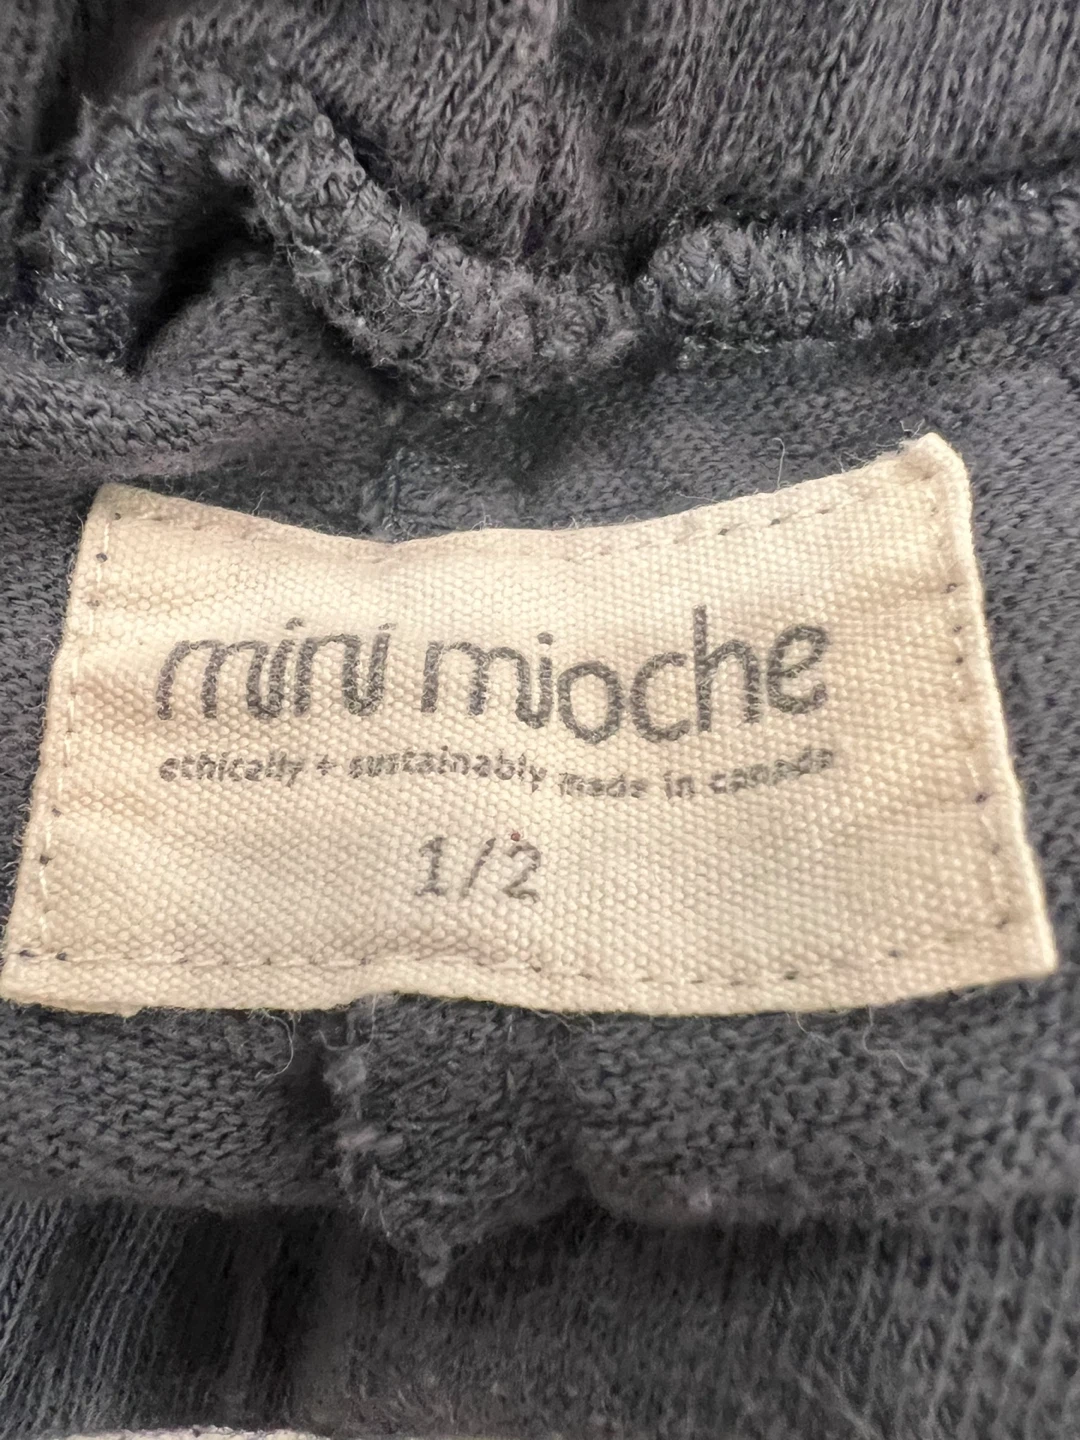 mini mioche
ethically + sustainably made in canada
1/2